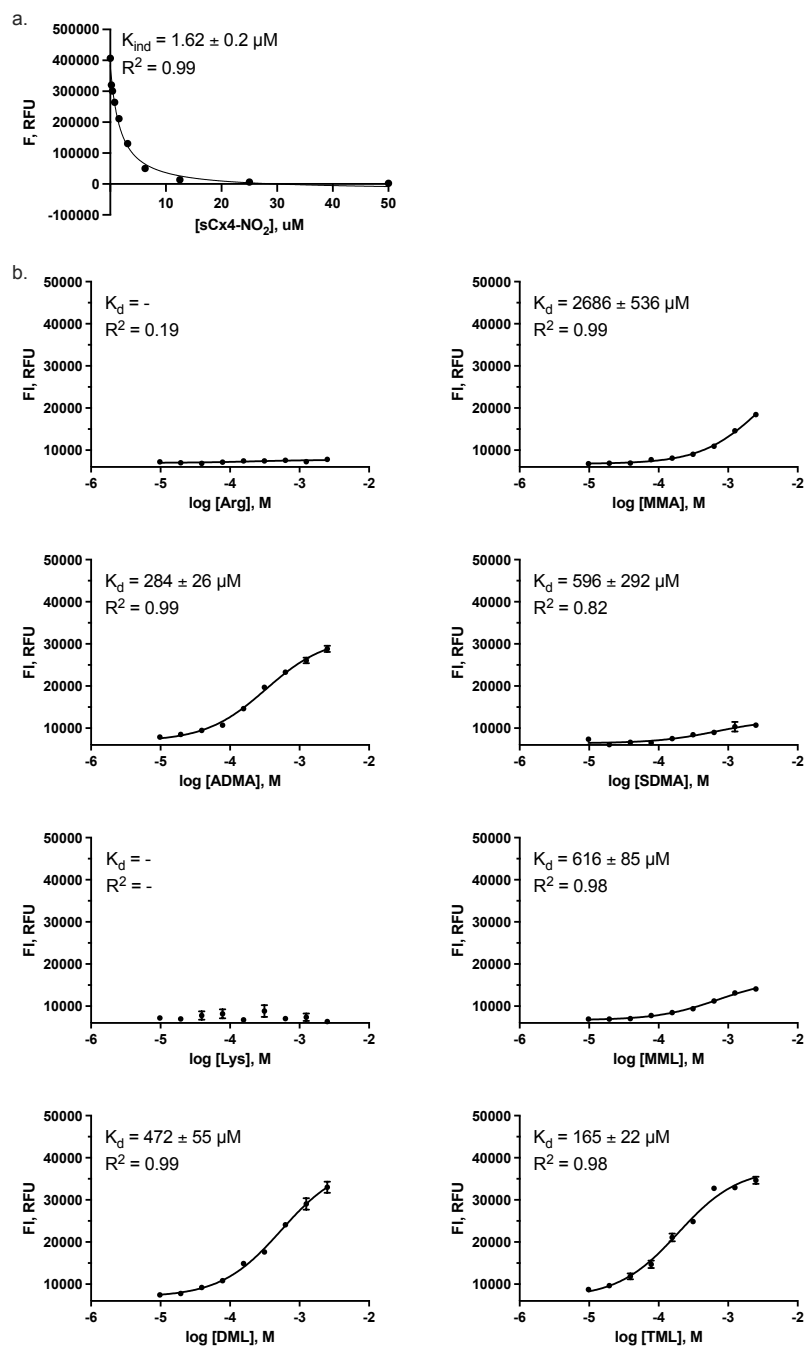 a.
K_ind = 1.62 ± 0.2 µM
R² = 0.99
F, RFU
500000
400000
300000
200000
100000
0
-100000
10 20 30 40 50
[sCx4-NO₂], uM
b.
K_d = -
R² = 0.19
FI, RFU
50000
40000
30000
20000
10000
-6 -5 -4 -3 -2
log [Arg], M
K_d = 2686 ± 536 µM
R² = 0.99
FI, RFU
50000
40000
30000
20000
10000
-6 -5 -4 -3 -2
log [MMA], M
K_d = 284 ± 26 µM
R² = 0.99
FI, RFU
50000
40000
30000
20000
10000
-6 -5 -4 -3 -2
log [ADMA], M
K_d = 596 ± 292 µM
R² = 0.82
FI, RFU
50000
40000
30000
20000
10000
-6 -5 -4 -3 -2
log [SDMA], M
K_d = -
R² = -
FI, RFU
50000
40000
30000
20000
10000
-6 -5 -4 -3 -2
log [Lys], M
K_d = 616 ± 85 µM
R² = 0.98
FI, RFU
50000
40000
30000
20000
10000
-6 -5 -4 -3 -2
log [MML], M
K_d = 472 ± 55 µM
R² = 0.99
FI, RFU
50000
40000
30000
20000
10000
-6 -5 -4 -3 -2
log [DML], M
K_d = 165 ± 22 µM
R² = 0.98
FI, RFU
50000
40000
30000
20000
10000
-6 -5 -4 -3 -2
log [TML], M